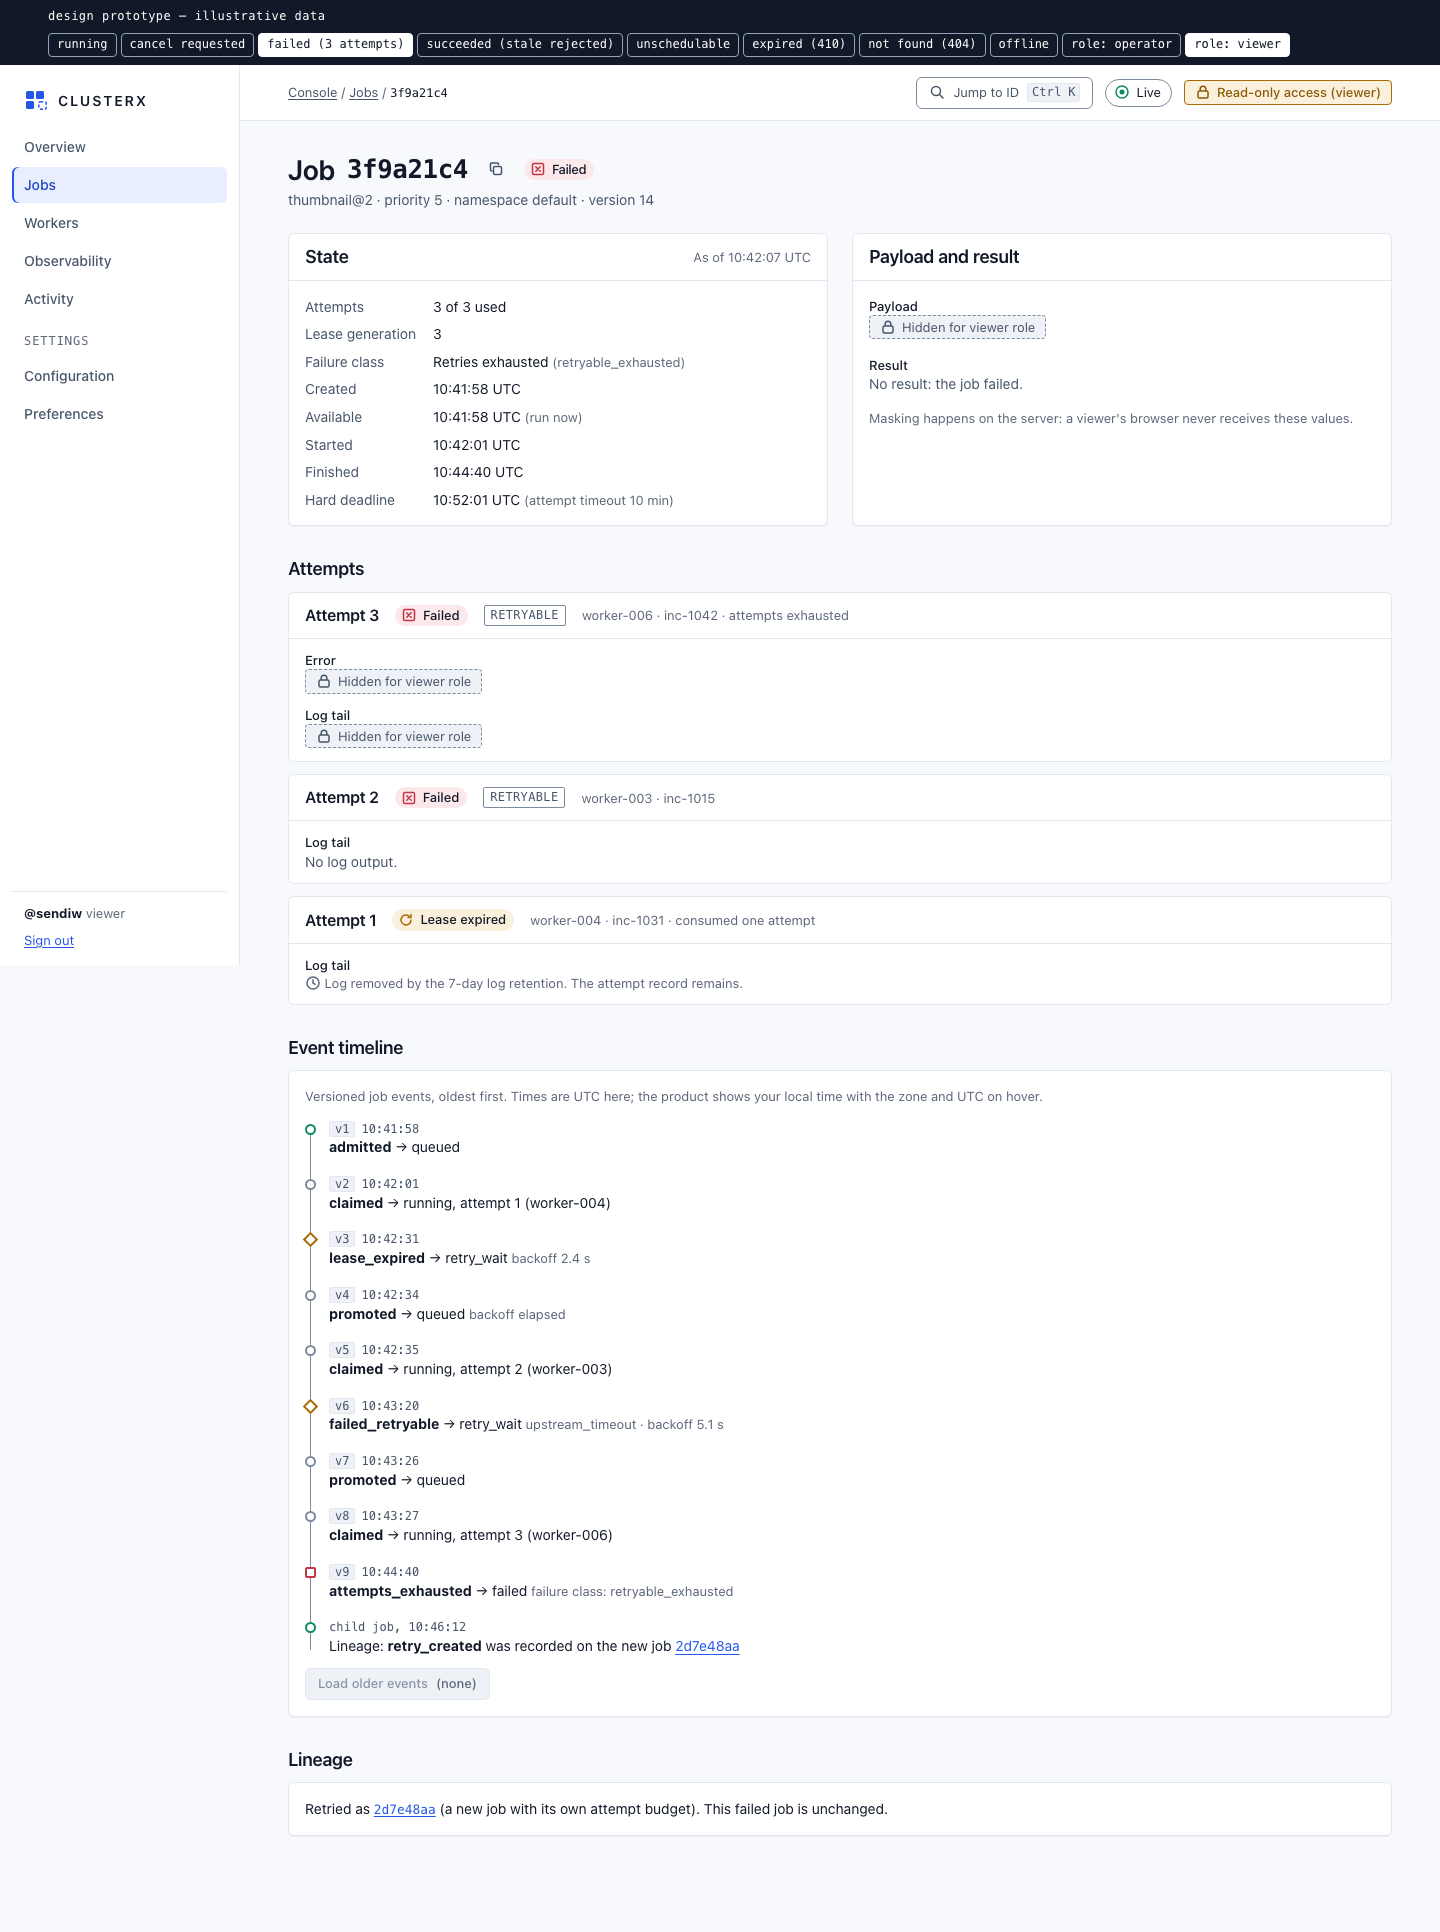 design prototype — illustrative data
running cancel requested failed (3 attempts) succeeded (stale rejected) unschedulable expired (410) not found (404) offline role: operator role: viewer
CLUSTERX
Overview
Jobs
Workers
Observability
Activity
SETTINGS
Configuration
Preferences
@sendiw viewer
Sign out
Console / Jobs / 3f9a21c4
Jump to ID Ctrl K
Live
Read-only access (viewer)
Job 3f9a21c4 Failed
thumbnail@2 · priority 5 · namespace default · version 14
State As of 10:42:07 UTC
Attempts 3 of 3 used
Lease generation 3
Failure class Retries exhausted (retryable_exhausted)
Created 10:41:58 UTC
Available 10:41:58 UTC (run now)
Started 10:42:01 UTC
Finished 10:44:40 UTC
Hard deadline 10:52:01 UTC (attempt timeout 10 min)
Payload and result
Payload
Hidden for viewer role
Result
No result: the job failed.
Masking happens on the server: a viewer's browser never receives these values.
Attempts
Attempt 3 Failed RETRYABLE worker-006 · inc-1042 · attempts exhausted
Error
Hidden for viewer role
Log tail
Hidden for viewer role
Attempt 2 Failed RETRYABLE worker-003 · inc-1015
Log tail
No log output.
Attempt 1 Lease expired worker-004 · inc-1031 · consumed one attempt
Log tail
Log removed by the 7-day log retention. The attempt record remains.
Event timeline
Versioned job events, oldest first. Times are UTC here; the product shows your local time with the zone and UTC on hover.
v1 10:41:58
admitted → queued
v2 10:42:01
claimed → running, attempt 1 (worker-004)
v3 10:42:31
lease_expired → retry_wait backoff 2.4 s
v4 10:42:34
promoted → queued backoff elapsed
v5 10:42:35
claimed → running, attempt 2 (worker-003)
v6 10:43:20
failed_retryable → retry_wait upstream_timeout · backoff 5.1 s
v7 10:43:26
promoted → queued
v8 10:43:27
claimed → running, attempt 3 (worker-006)
v9 10:44:40
attempts_exhausted → failed failure class: retryable_exhausted
child job, 10:46:12
Lineage: retry_created was recorded on the new job 2d7e48aa
Load older events (none)
Lineage
Retried as 2d7e48aa (a new job with its own attempt budget). This failed job is unchanged.